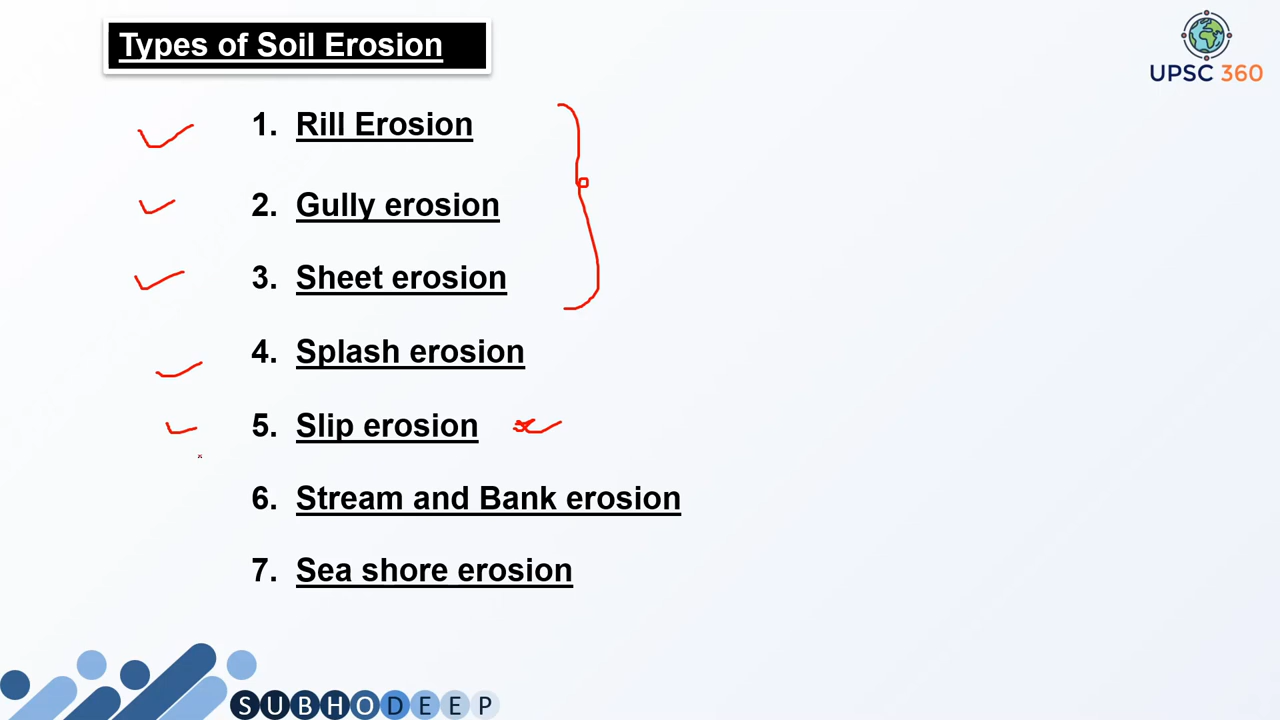 Types of Soil Erosion
UPSC 360
1. Rill Erosion
2. Gully erosion
3. Sheet erosion
4. Splash erosion
5. Slip erosion
6. Stream and Bank erosion
7. Sea shore erosion
SUBHODEEP